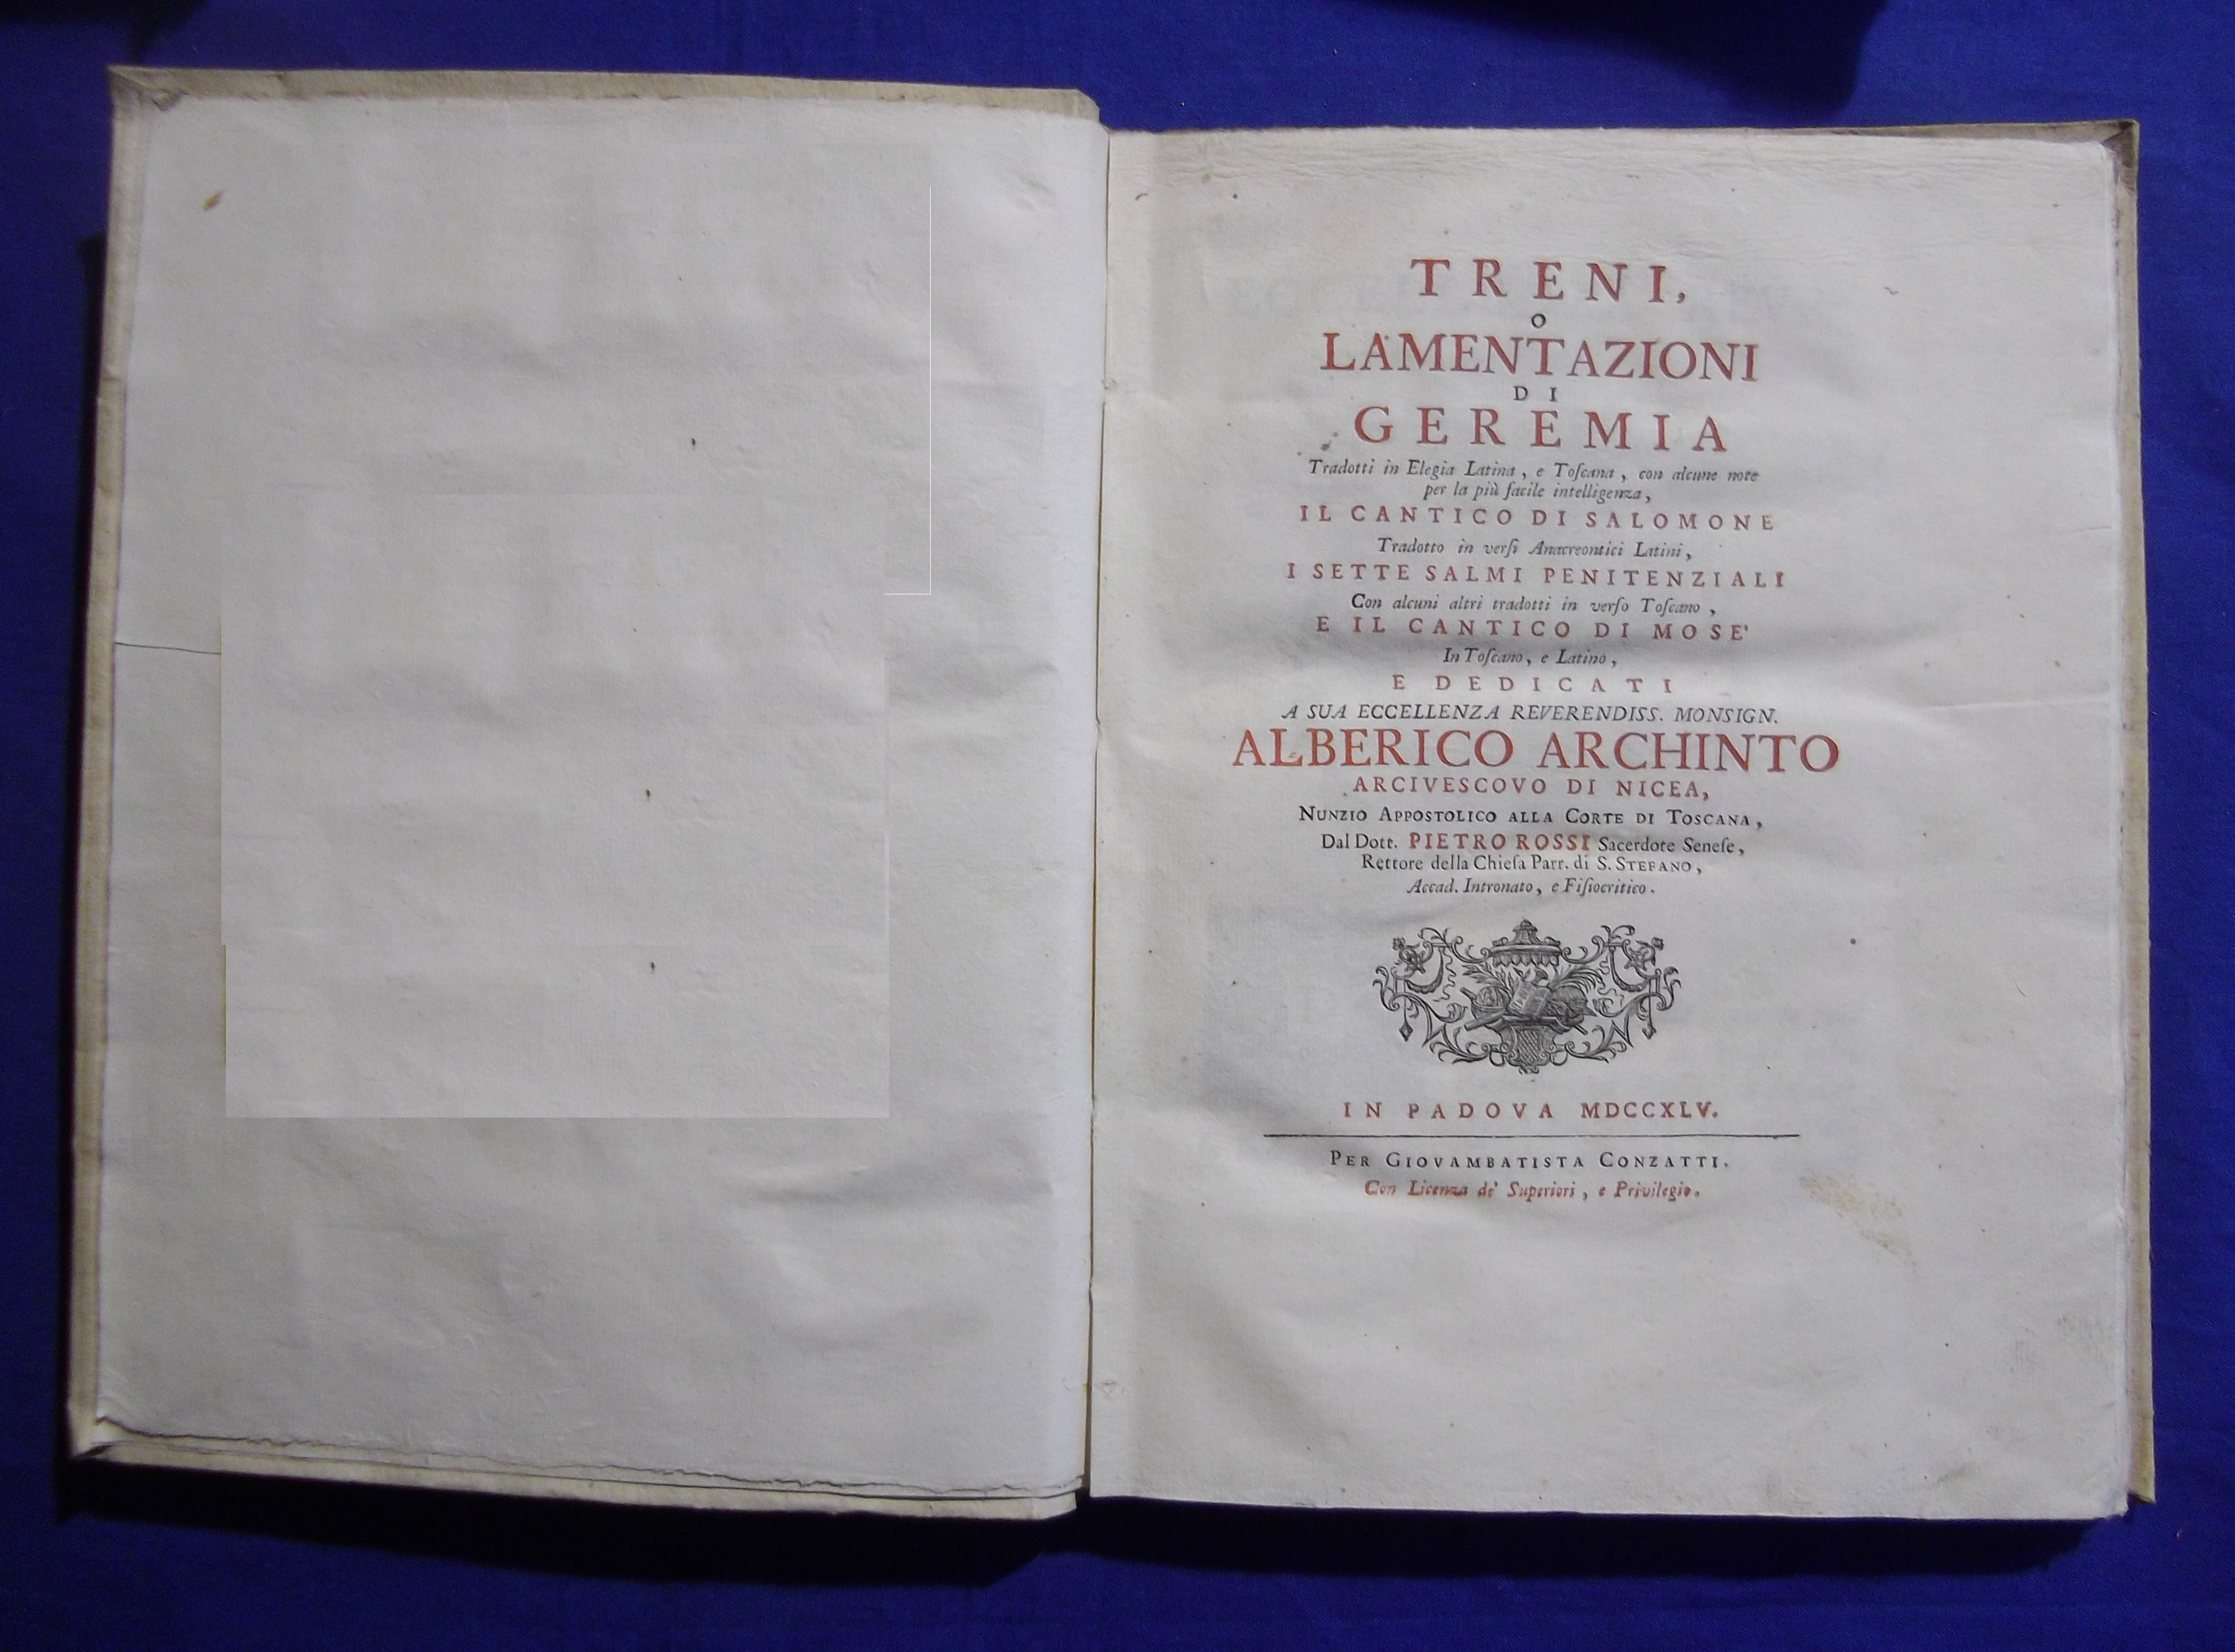 TRENI,
O
LAMENTAZIONI
DI
GEREMIA
Tradotti in Elegia Latina, e Toſcana, con alcune note
per la più facile intelligenza,
IL CANTICO DI SALOMONE
Tradotto in verſi Anacreontici Latini,
I SETTE SALMI PENITENZIALI
Con alcuni altri tradotti in verſo Toſcano,
E IL CANTICO DI MOSE'
In Toſcano, e Latino,
E DEDICATI
A SUA ECCELLENZA REVERENDISS. MONSIGN.
ALBERICO ARCHINTO
ARCIVESCOVO DI NICEA,
NUNZIO APPOSTOLICO ALLA CORTE DI TOSCANA,
Dal Dott. PIETRO ROSSI Sacerdote Seneſe,
Rettore della Chieſa Parr. di S. STEFANO,
Accad. Intronato, e Fiſiocritico.
IN PADOVA MDCCXLV.
PER GIOVAMBATISTA CONZATTI.
Con Licenza de' Superiori, e Privilegio.